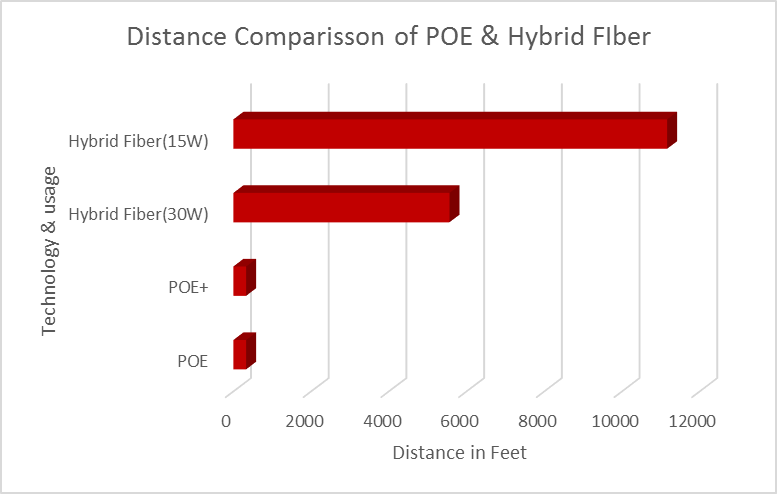 Distance Comparisson of POE & Hybrid FIber
Technology & usage
Hybrid Fiber(15W)
Hybrid Fiber(30W)
POE+
POE
0 2000 4000 6000 8000 10000 12000
Distance in Feet